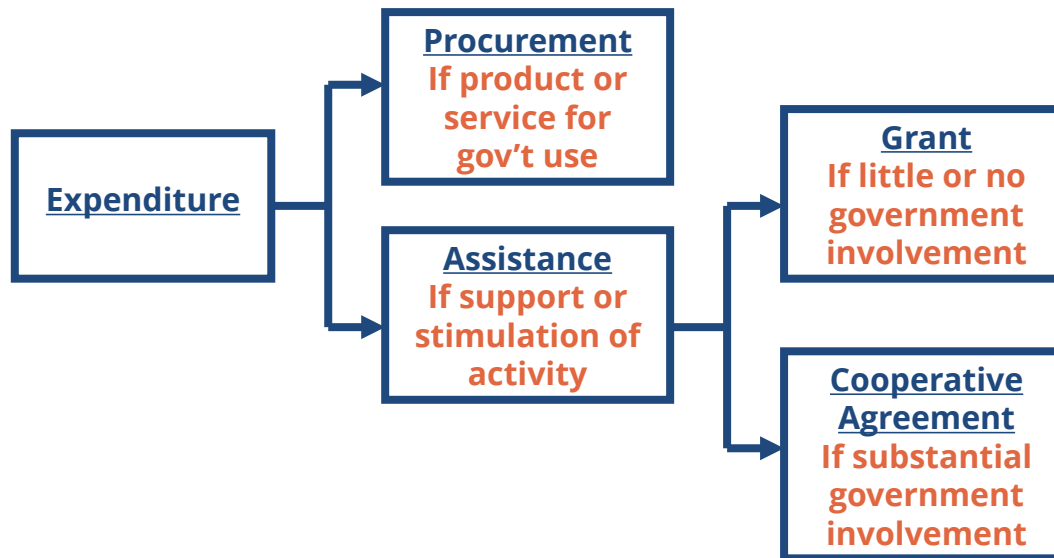 Expenditure
Procurement
If product or
service for
gov’t use
Assistance
If support or
stimulation of
activity
Grant
If little or no
government
involvement
Cooperative
Agreement
If substantial
government
involvement